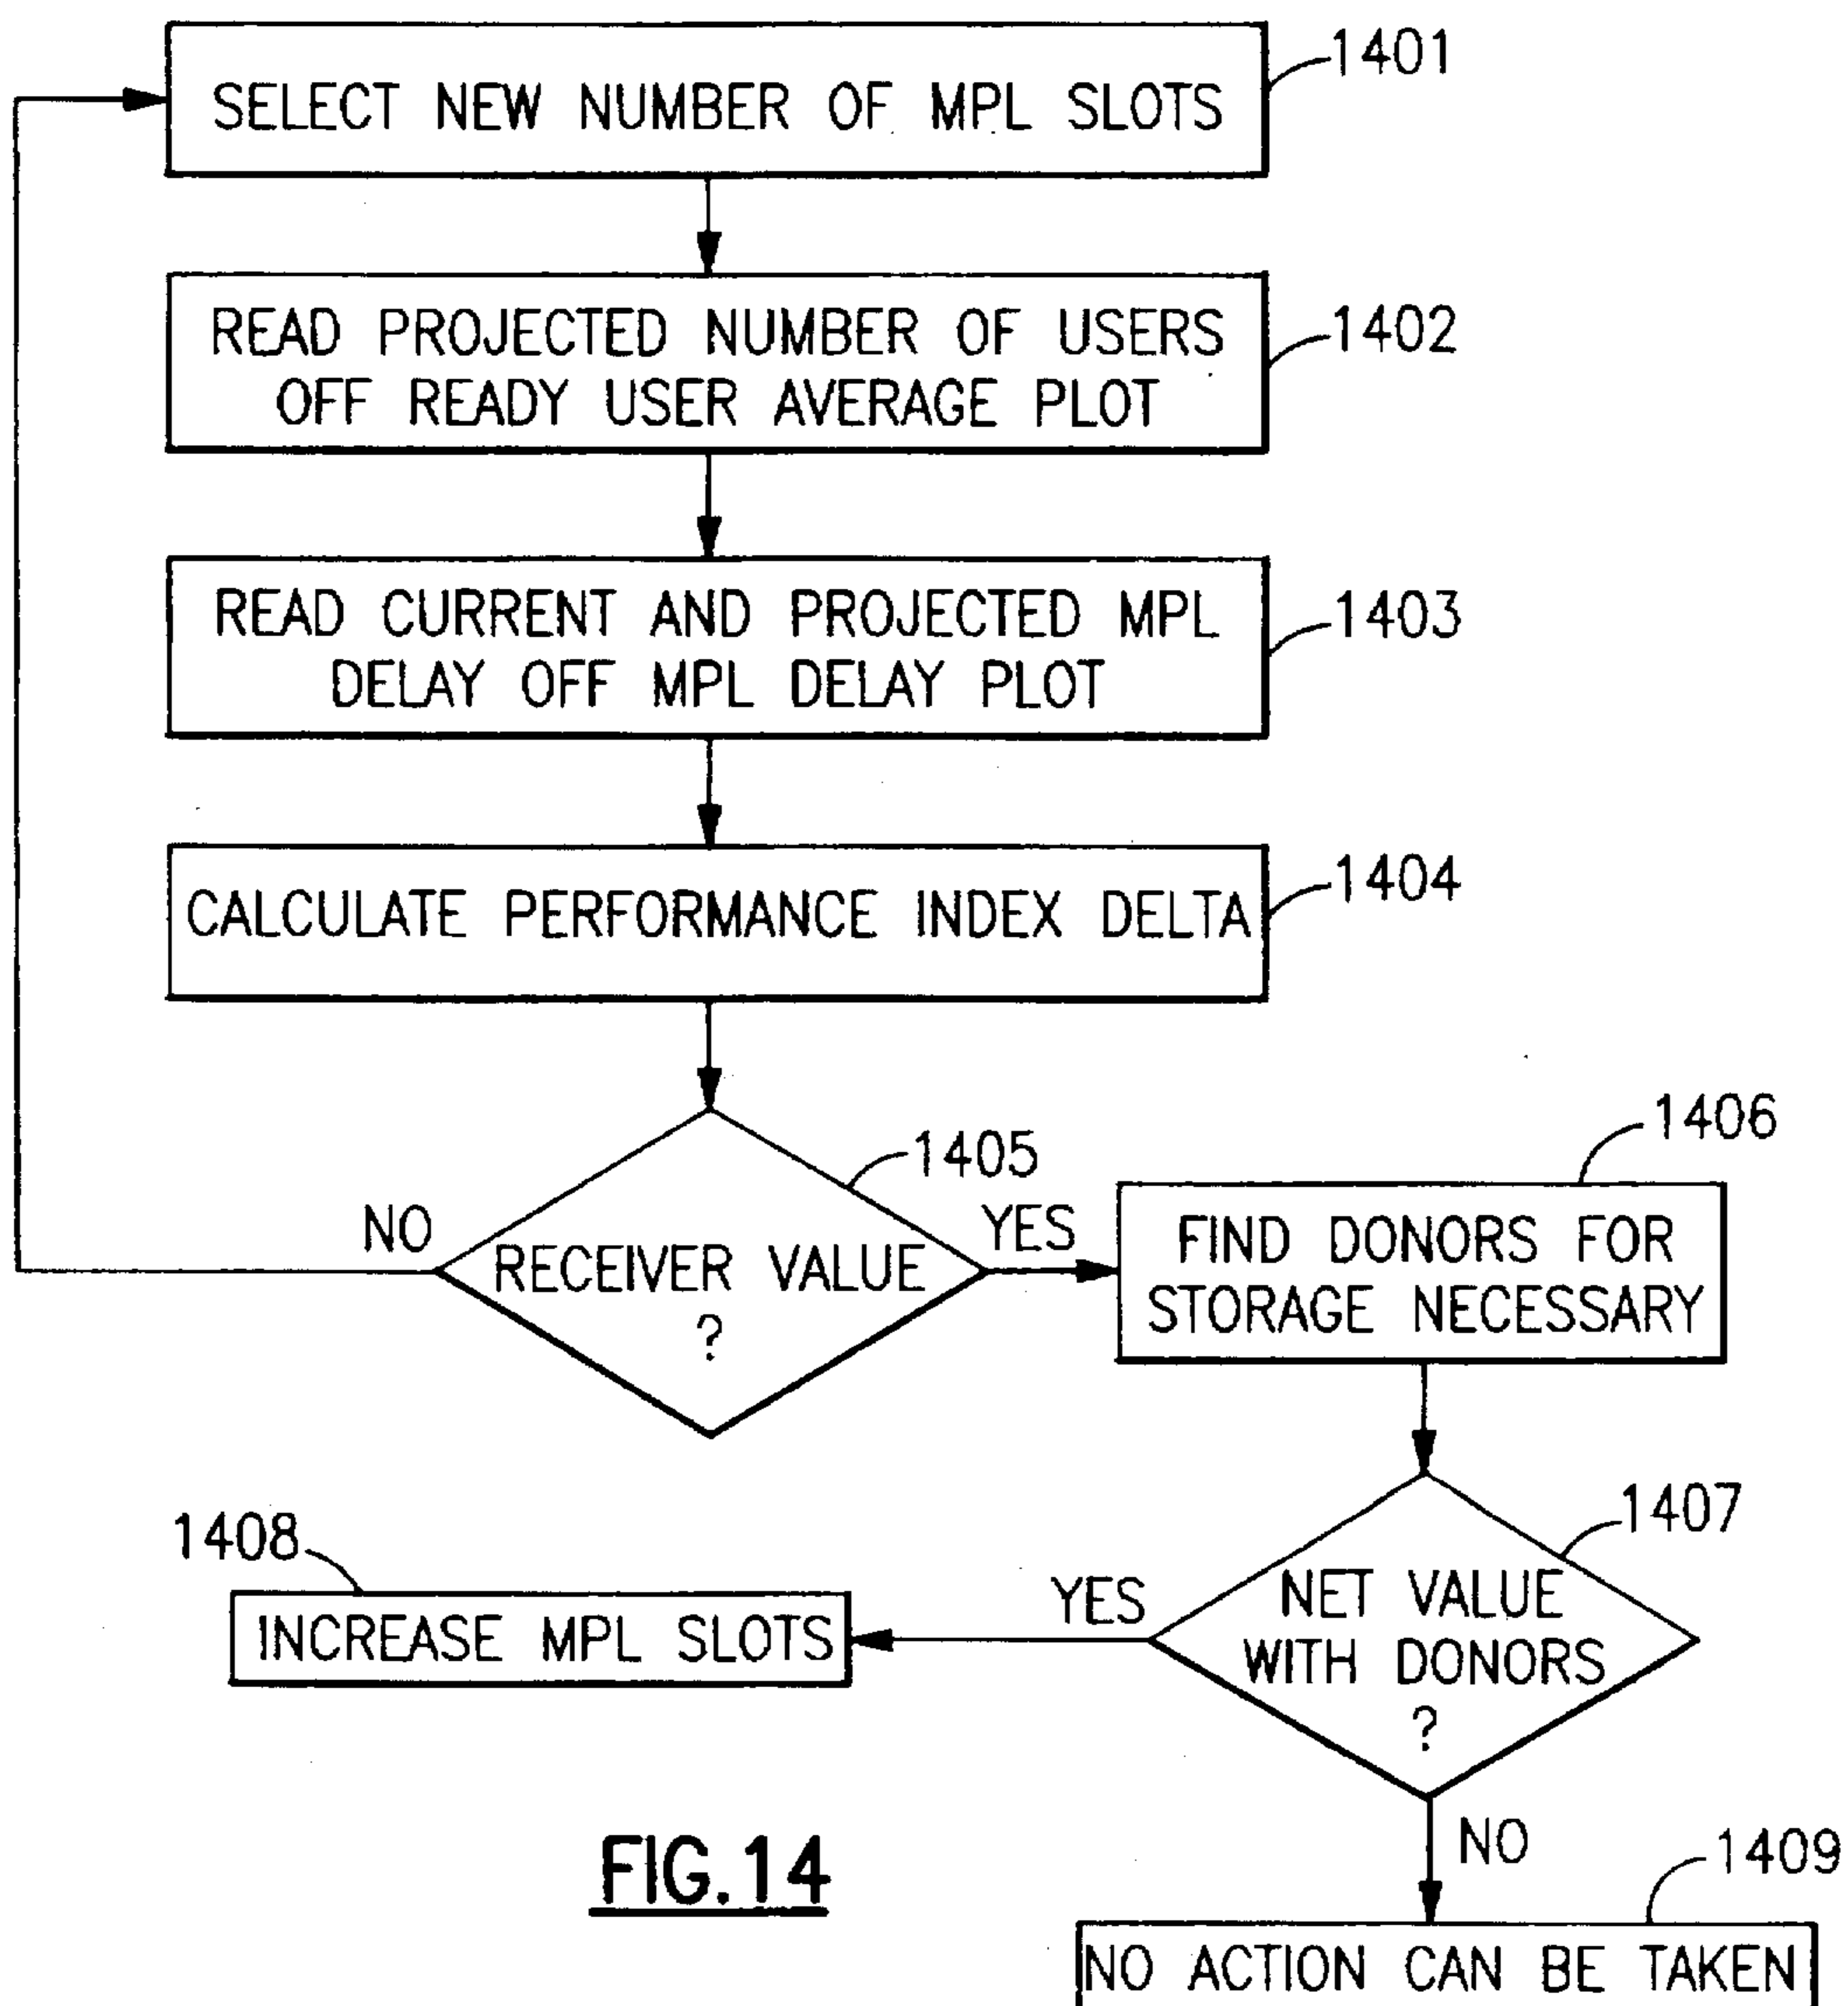 1401
SELECT NEW NUMBER OF MPL SLOTS
1402
READ PROJECTED NUMBER OF USERS
OFF READY USER AVERAGE PLOT
1403
READ CURRENT AND PROJECTED MPL
DELAY OFF MPL DELAY PLOT
1404
CALCULATE PERFORMANCE INDEX DELTA
1405
NO
RECEIVER VALUE
?
YES
1406
FIND DONORS FOR
STORAGE NECESSARY
1407
NET VALUE
WITH DONORS
?
YES
1408
INCREASE MPL SLOTS
NO
1409
NO ACTION CAN BE TAKEN
FIG.14